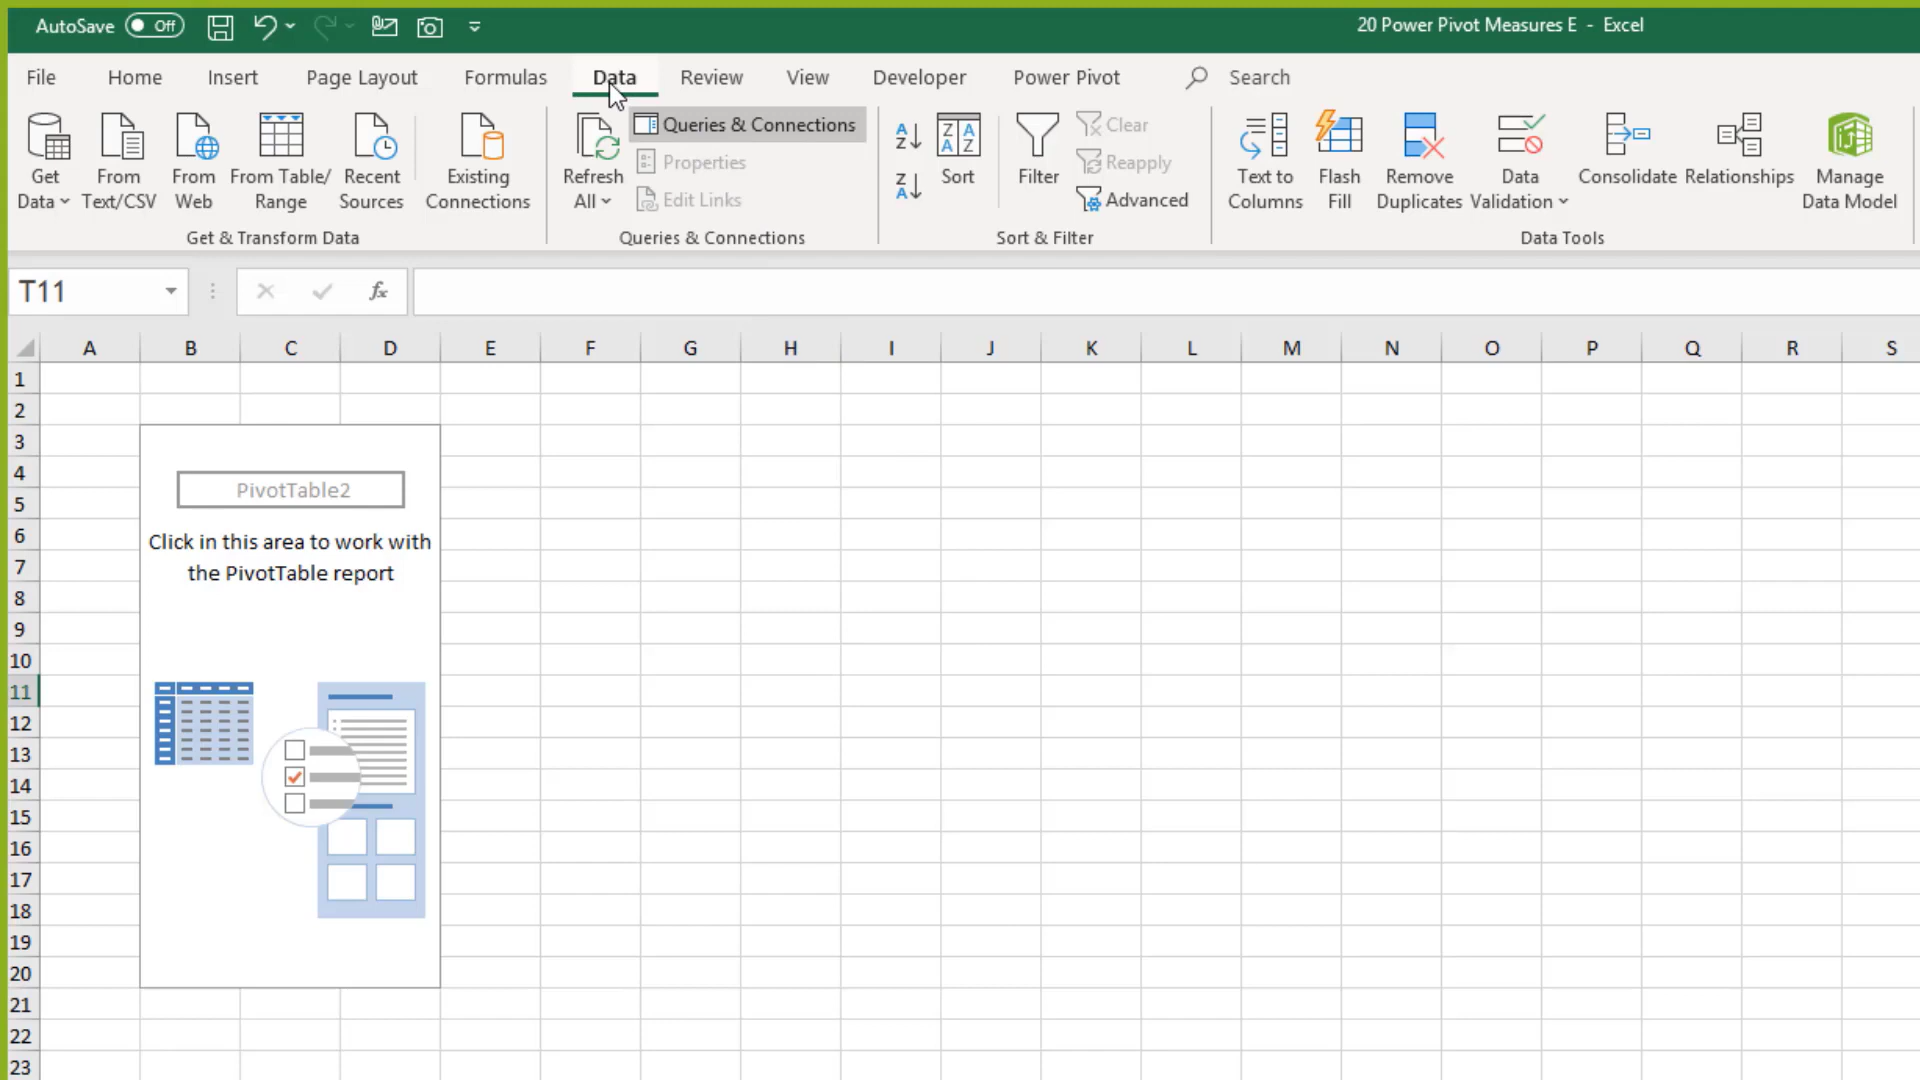 AutoSave Off
20 Power Pivot Measures E - Excel
File Home Insert Page Layout Formulas Data Review View Developer Power Pivot Search
Get Data
From Text/CSV
From Web
From Table/ Range
Recent Sources
Existing Connections
Get & Transform Data
Refresh All
Queries & Connections
Properties
Edit Links
Queries & Connections
Sort
Filter
Clear
Reapply
Advanced
Sort & Filter
Text to Columns
Flash Fill
Remove Duplicates
Data Validation
Consolidate
Relationships
Manage Data Model
Data Tools
T11
fx
A B C D E F G H I J K L M N O P Q R S
1
2
3
4
5
6
7
8
9
10
11
12
13
14
15
16
17
18
19
20
21
22
23
PivotTable2
Click in this area to work with
the PivotTable report